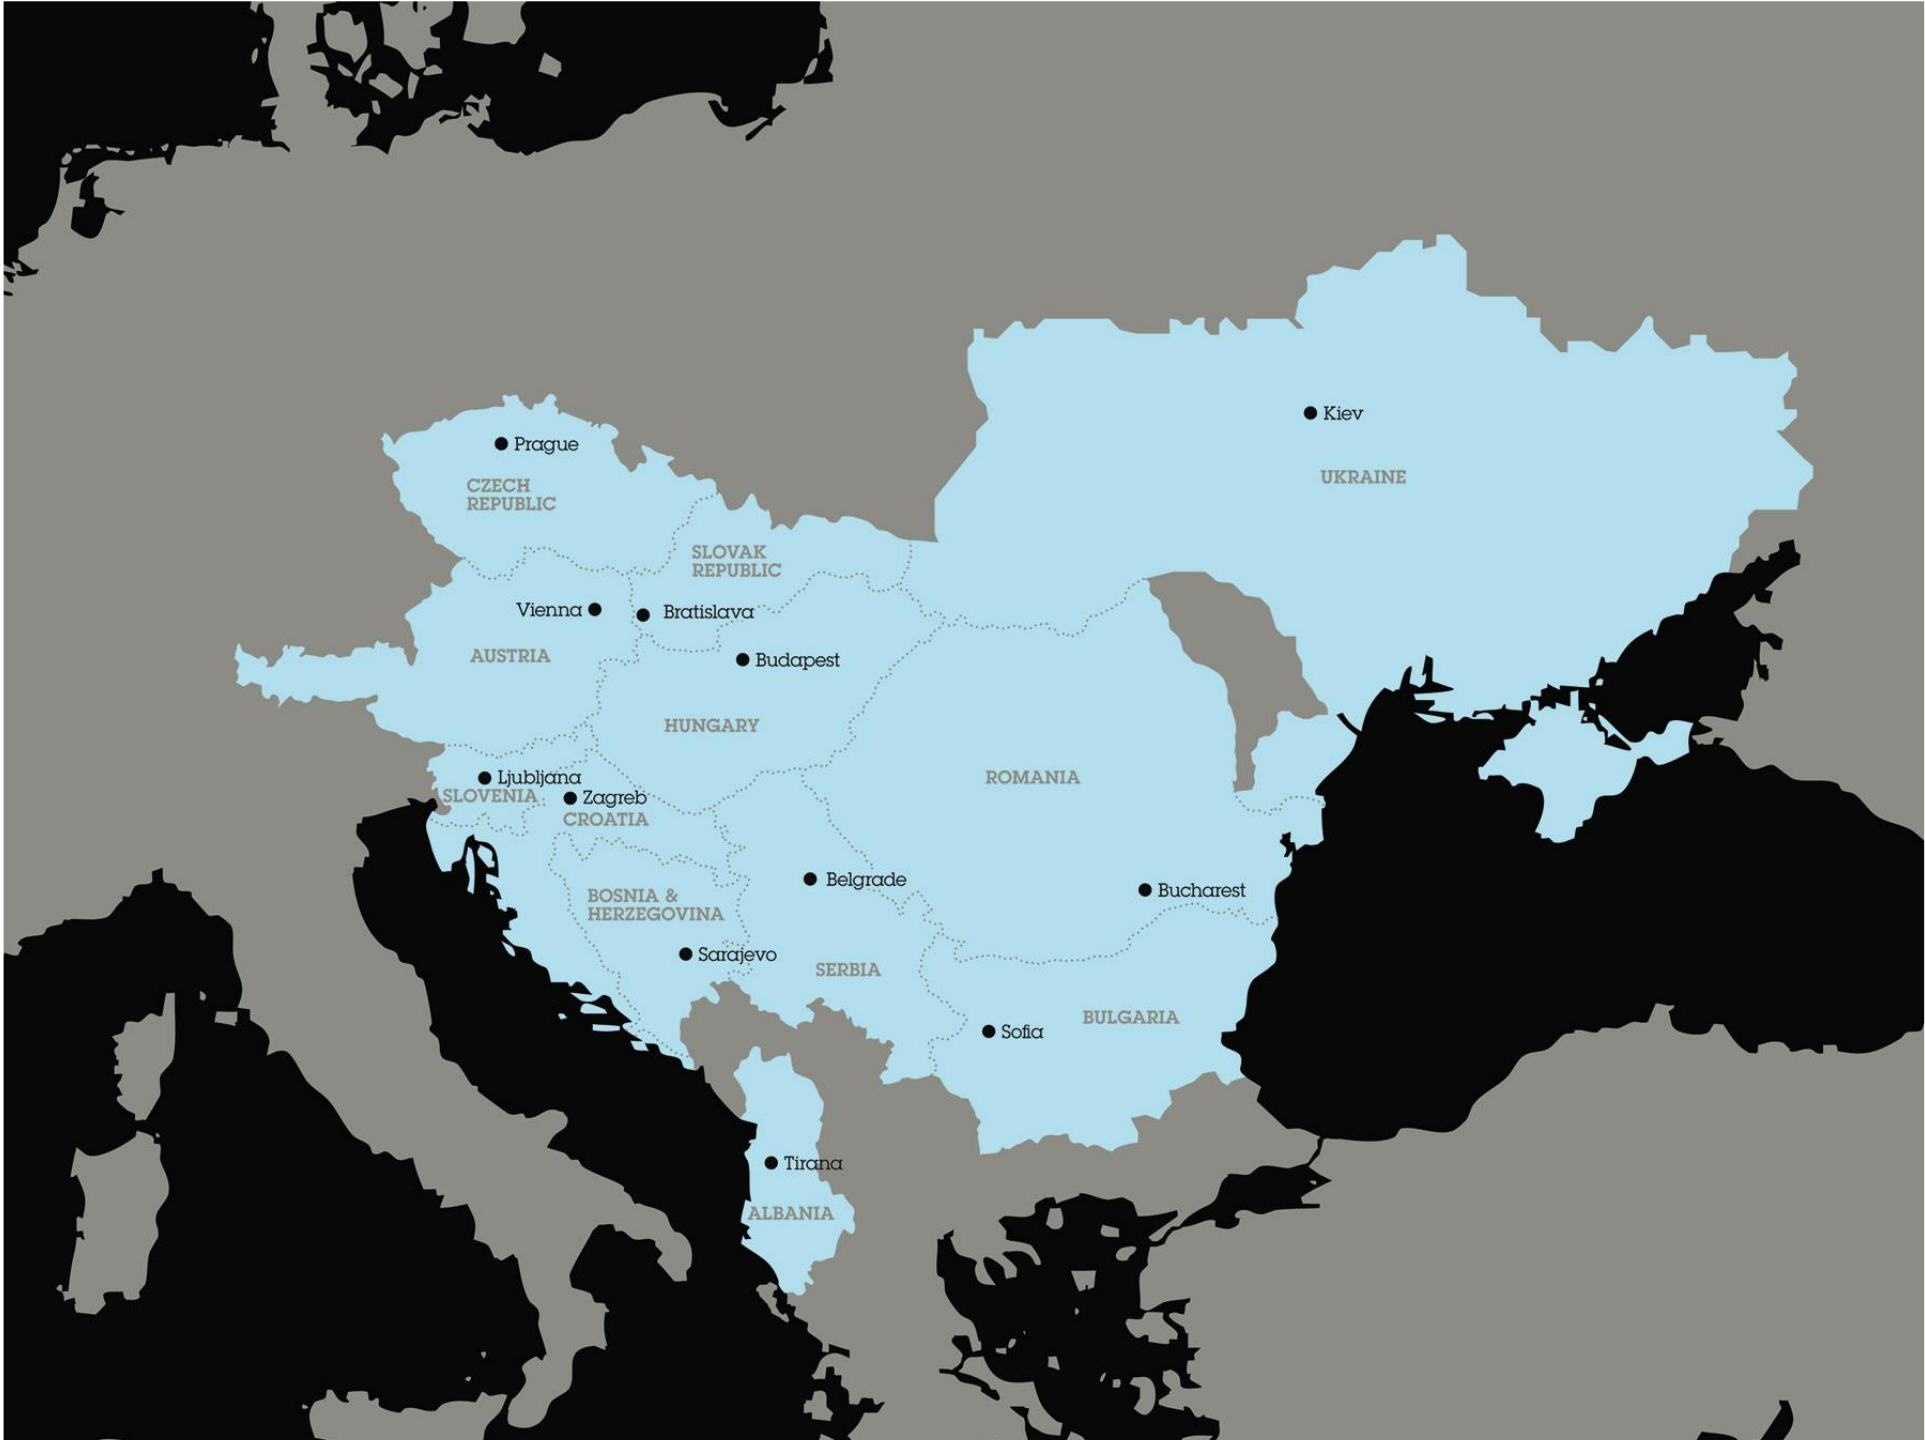 Kiev
UKRAINE
Prague
CZECH
REPUBLIC
SLOVAK
REPUBLIC
Vienna
Bratislava
AUSTRIA
Budapest
HUNGARY
Ljubljana
SLOVENIA
Zagreb
CROATIA
ROMANIA
Belgrade
Bucharest
BOSNIA &
HERZEGOVINA
Sarajevo
SERBIA
BULGARIA
Sofia
Tirana
ALBANIA